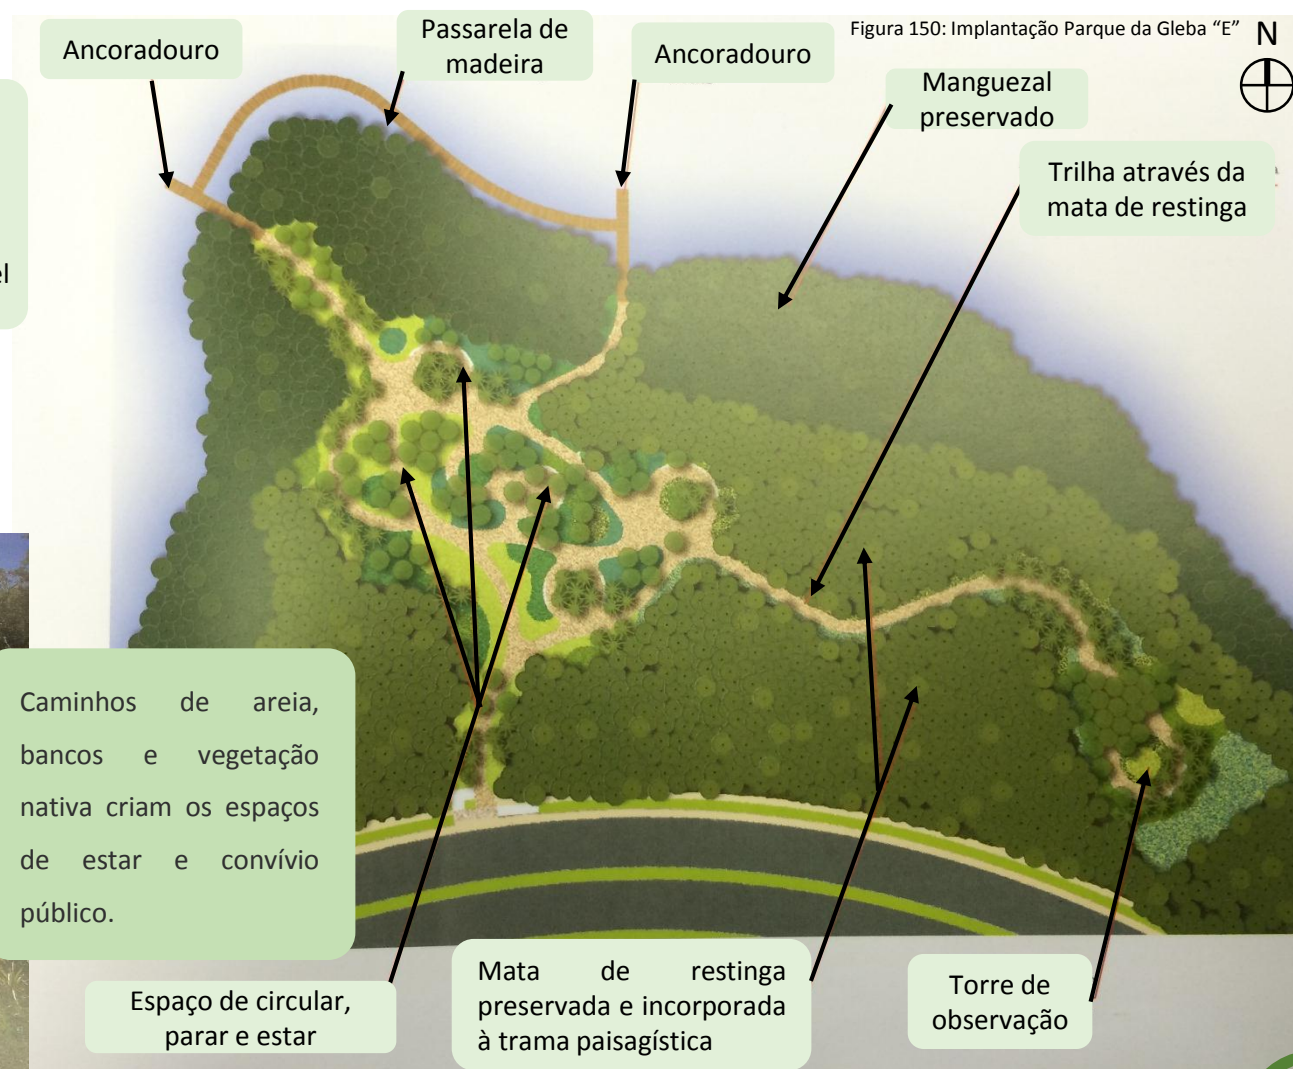 Figura 150: Implantação Parque da Gleba “E”
N
Ancoradouro
Passarela de
madeira
Ancoradouro
Manguezal
preservado
Trilha através da
mata de restinga
Caminhos de areia,
bancos e vegetação
nativa criam os espaços
de estar e convívio
público.
Espaço de circular,
parar e estar
Mata de restinga
preservada e incorporada
à trama paisagística
Torre de
observação